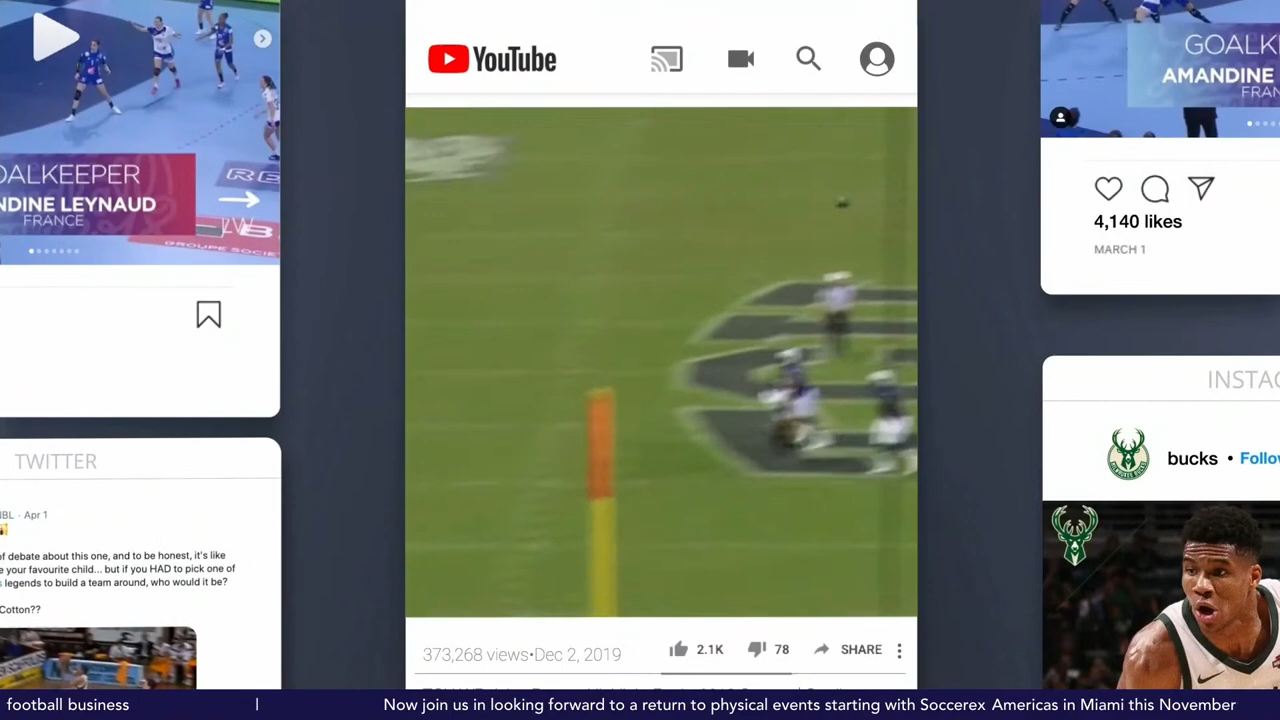 OALKEEPER
NDINE LEYNAUD
FRANCE
TWITTER
NBL · Apr 1
of debate about this one, and to be honest, it's like
e your favourite child... but if you HAD to pick one of
legends to build a team around, who would it be?
Cotton??
YouTube
373,268 views•Dec 2, 2019
2.1K
78
SHARE
GOALK
AMANDINE
FRAN
4,140 likes
MARCH 1
INSTAG
bucks • Follow
football business | Now join us in looking forward to a return to physical events starting with Soccerex Americas in Miami this November